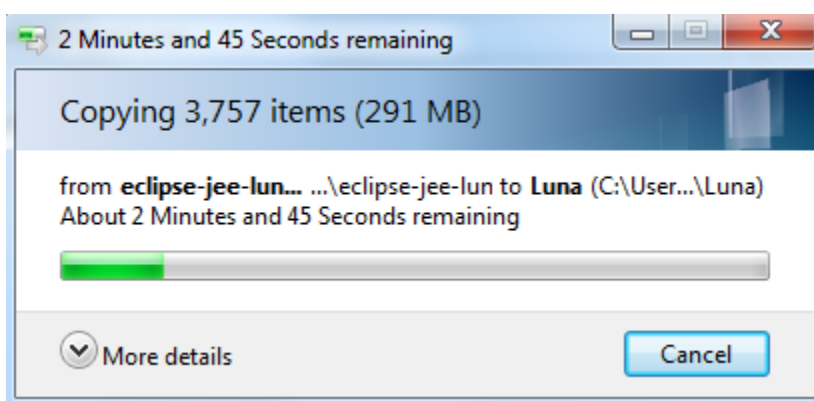 2 Minutes and 45 Seconds remaining
Copying 3,757 items (291 MB)
from eclipse-jee-lun... ...\eclipse-jee-lun to Luna (C:\User...\Luna)
About 2 Minutes and 45 Seconds remaining
More details
Cancel